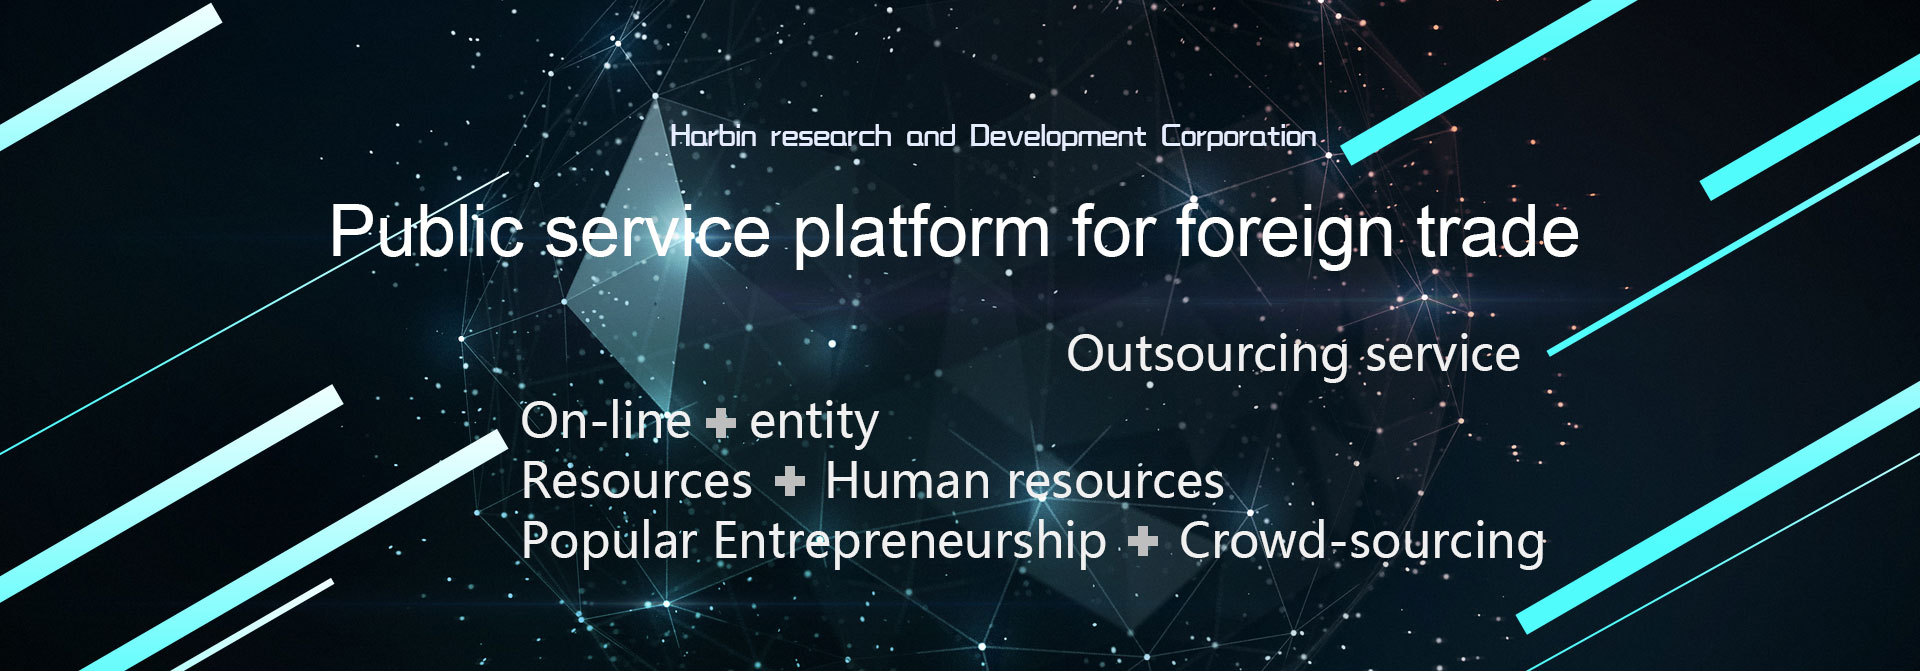 Harbin research and Development Corporation
Public service platform for foreign trade
Outsourcing service
On-line + entity
Resources + Human resources
Popular Entrepreneurship + Crowd-sourcing